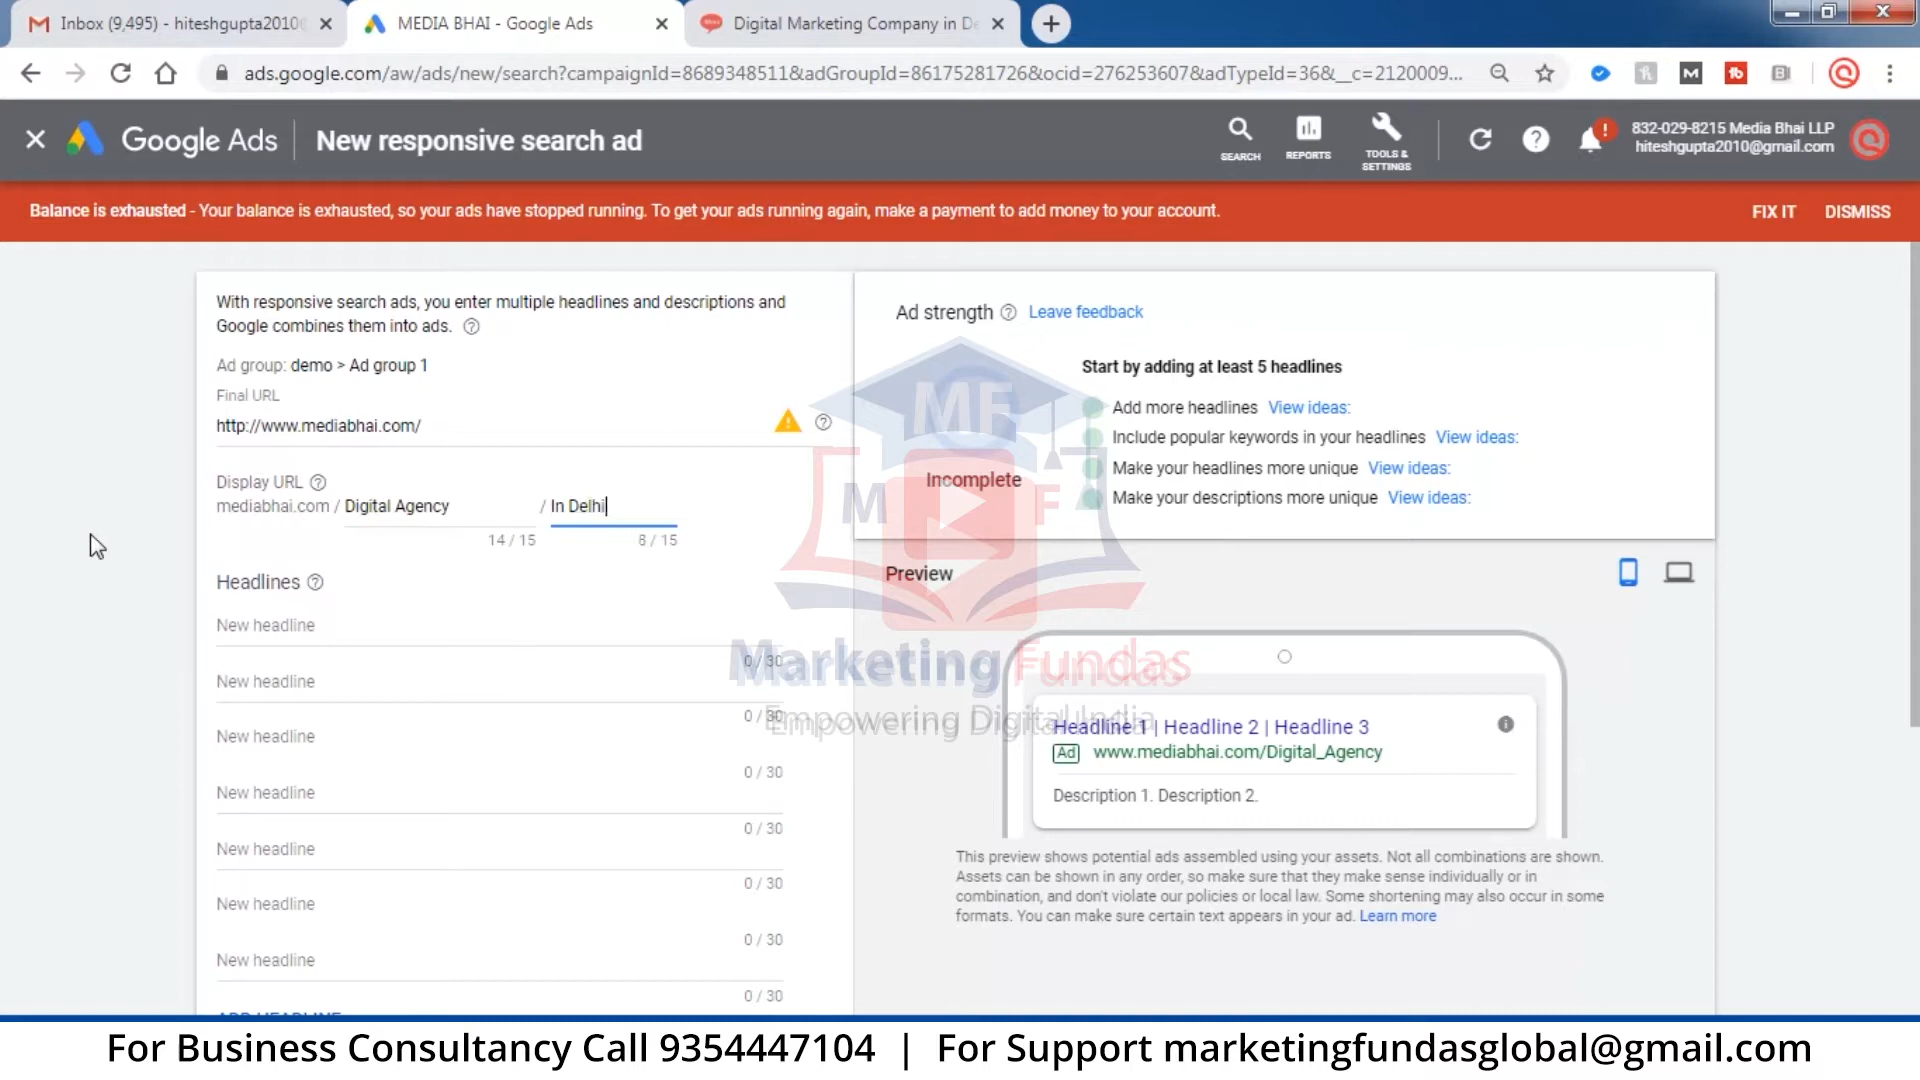 Inbox (9,495) - hiteshgupta2010
MEDIA BHAI - Google Ads
Digital Marketing Company in De
ads.google.com/aw/ads/new/search?campaignId=8689348511&adGroupId=86175281726&ocid=276253607&adTypeId=36&__c=2120009...
Google Ads
New responsive search ad
SEARCH
REPORTS
TOOLS & SETTINGS
832-029-8215 Media Bhai LLP
hiteshgupta2010@gmail.com
Balance is exhausted - Your balance is exhausted, so your ads have stopped running. To get your ads running again, make a payment to add money to your account.
FIX IT
DISMISS
With responsive search ads, you enter multiple headlines and descriptions and
Google combines them into ads.
Ad group: demo > Ad group 1
Final URL
http://www.mediabhai.com/
Display URL
mediabhai.com / Digital Agency / In Delhi
14 / 15
8 / 15
Headlines
New headline
0 / 30
New headline
0 / 30
New headline
0 / 30
New headline
0 / 30
New headline
0 / 30
New headline
0 / 30
New headline
0 / 30
ADD HEADLINE
Ad strength
Leave feedback
Incomplete
Start by adding at least 5 headlines
Add more headlines View ideas:
Include popular keywords in your headlines View ideas:
Make your headlines more unique View ideas:
Make your descriptions more unique View ideas:
Preview
Headline 1 | Headline 2 | Headline 3
Ad www.mediabhai.com/Digital_Agency
Description 1. Description 2.
This preview shows potential ads assembled using your assets. Not all combinations are shown.
Assets can be shown in any order, so make sure that they make sense individually or in
combination, and don't violate our policies or local law. Some shortening may also occur in some
formats. You can make sure certain text appears in your ad. Learn more
MF
M F
Marketing Fundas
Empowering Digital India
For Business Consultancy Call 9354447104 | For Support marketingfundasglobal@gmail.com